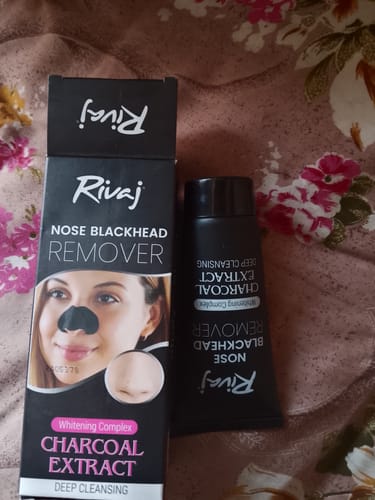 Rivaj
Rivaj
NOSE BLACKHEAD
REMOVER
Whitening Complex
CHARCOAL
EXTRACT
DEEP CLEANSING
Rivaj
NOSE
BLACKHEAD
REMOVER
Whitening Complex
CHARCOAL
EXTRACT
DEEP CLEANSING